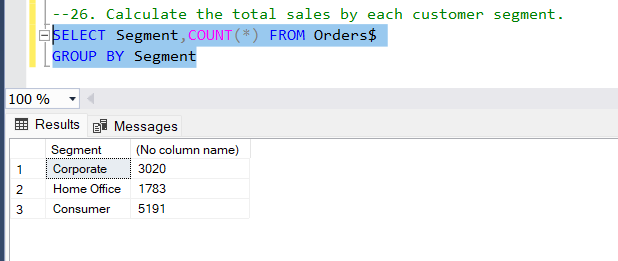 --26. Calculate the total sales by each customer segment.
SELECT Segment,COUNT(*) FROM Orders$
GROUP BY Segment
100 %
Results Messages
Segment (No column name)
1 Corporate 3020
2 Home Office 1783
3 Consumer 5191